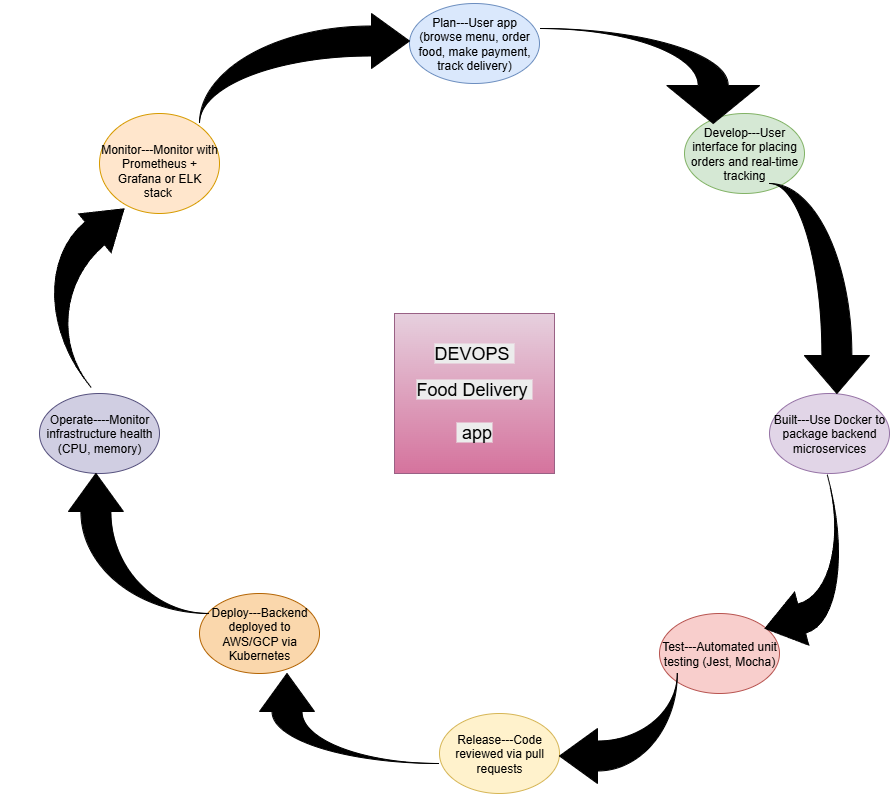 Plan---User app
(browse menu, order
food, make payment,
track delivery)
Develop---User
interface for placing
orders and real-time
tracking
Built---Use Docker to
package backend
microservices
Test---Automated unit
testing (Jest, Mocha)
Release---Code
reviewed via pull
requests
Deploy---Backend
deployed to
AWS/GCP via
Kubernetes
Operate----Monitor
infrastructure health
(CPU, memory)
Monitor---Monitor with
Prometheus +
Grafana or ELK
stack
DEVOPS
Food Delivery
app